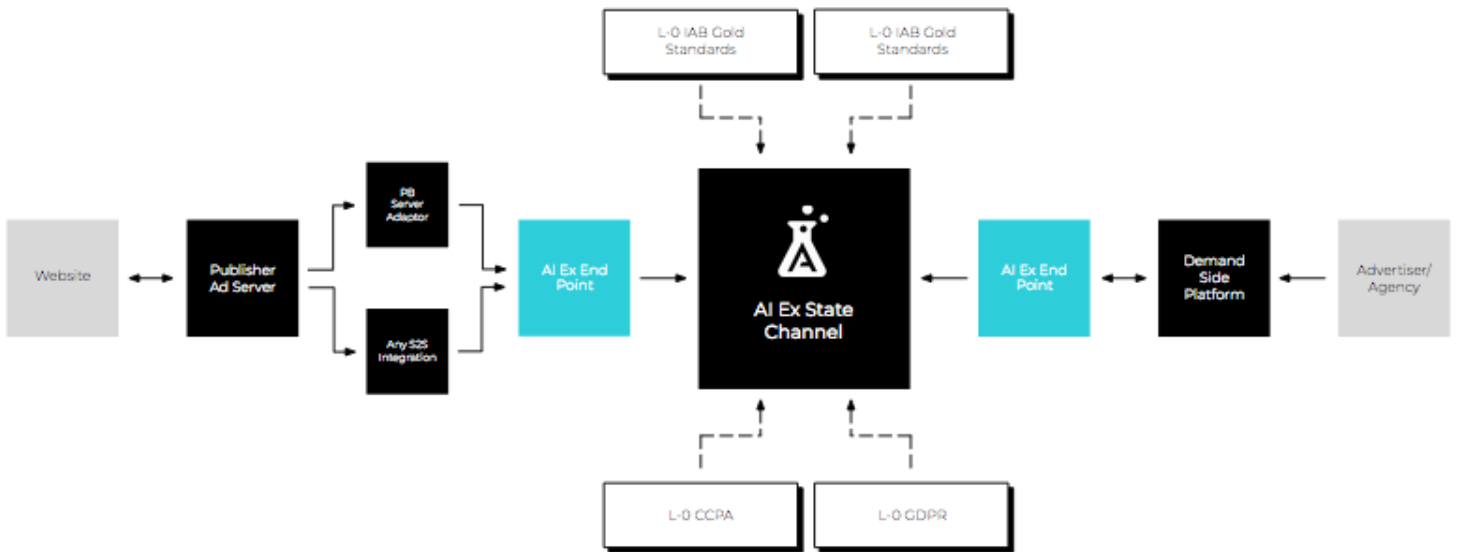 L-0 IAB Gold
Standards
L-0 IAB Gold
Standards
PB
Server
Adaptor
Website
Publisher
Ad Server
AI Ex End
Point
AI Ex State
Channel
AI Ex End
Point
Demand
Side
Platform
Advertiser/
Agency
Any S2S
Integration
L-0 CCPA
L-0 GDPR